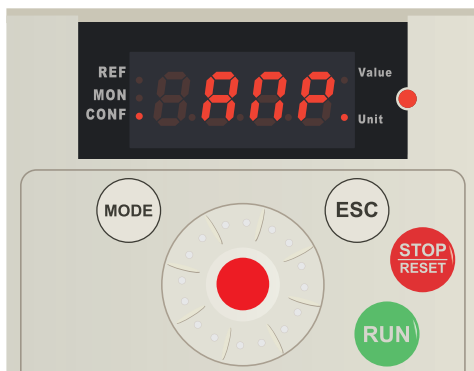 REF
MON
CONF
AMP
Value
Unit
MODE
ESC
STOP
RESET
RUN